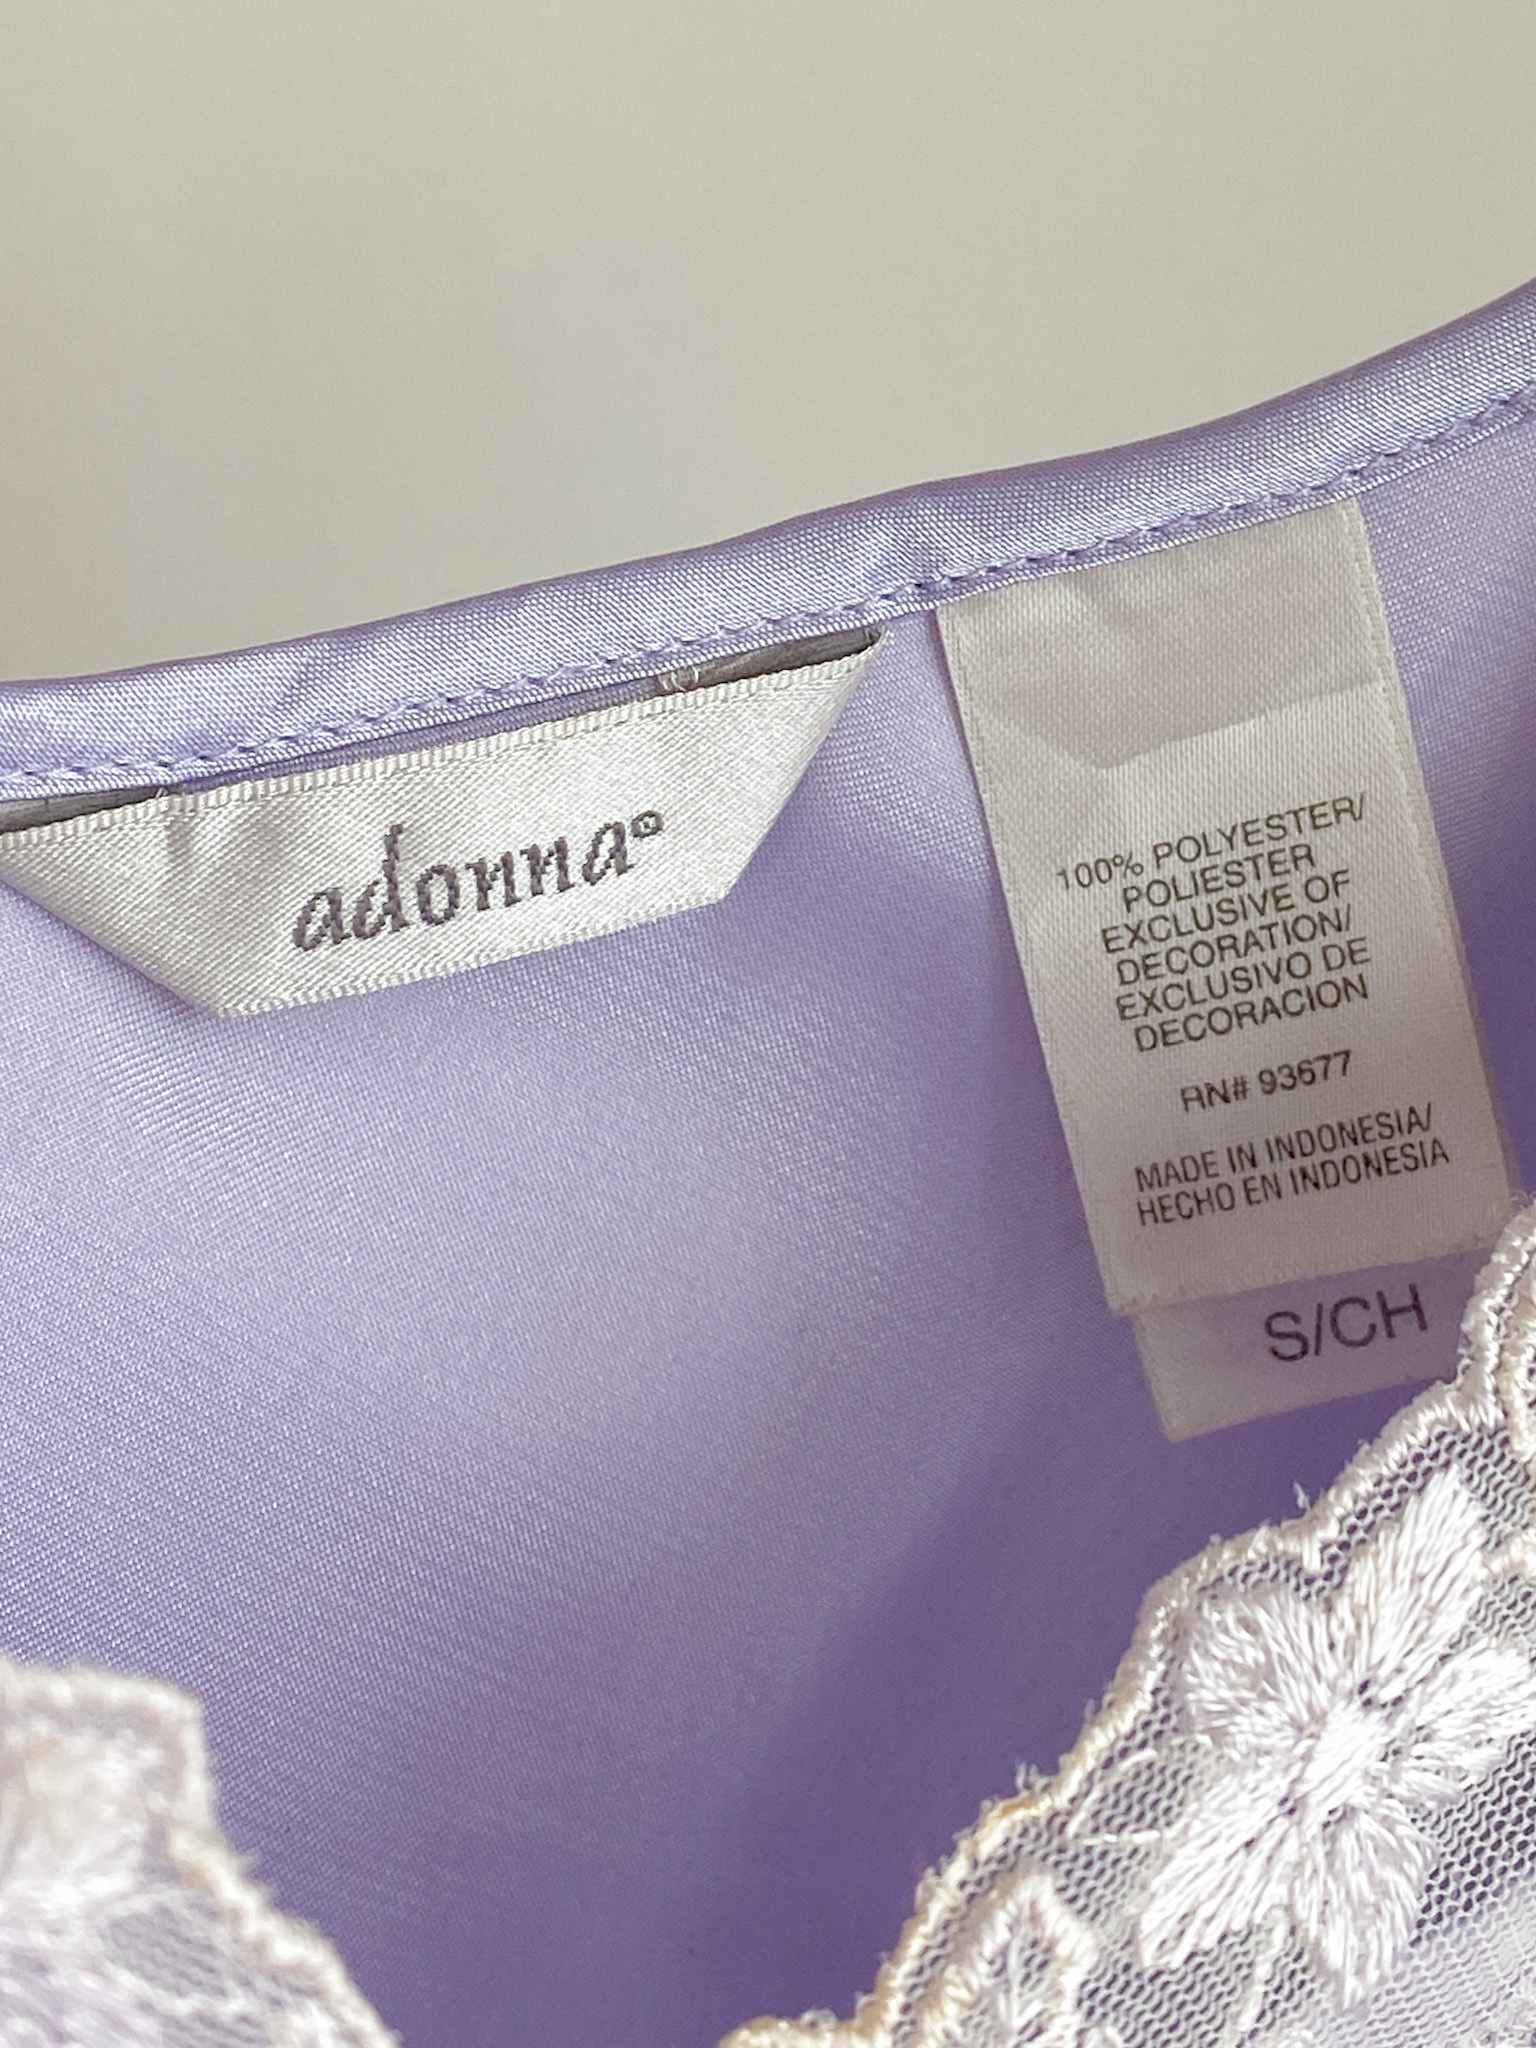 adonna®
100% POLYESTER/
POLIESTER
EXCLUSIVE OF
DECORATION/
EXCLUSIVO DE
DECORACION
RN# 93677
MADE IN INDONESIA/
HECHO EN INDONESIA
S/CH